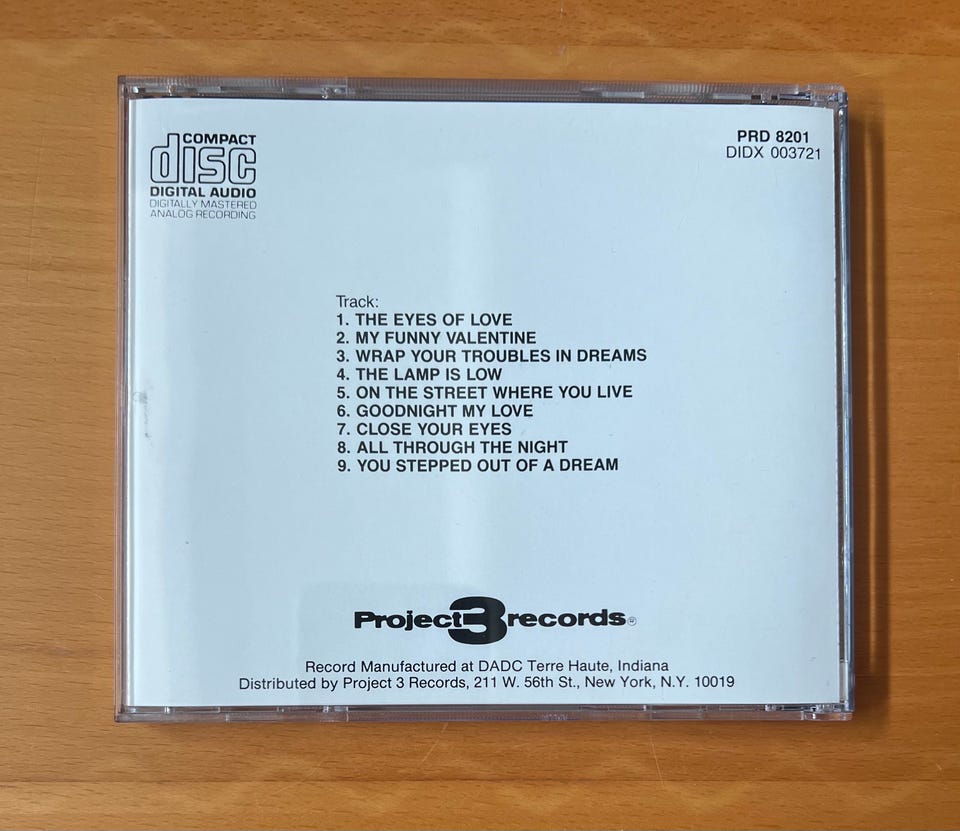 COMPACT
disc
DIGITAL AUDIO
DIGITALLY MASTERED
ANALOG RECORDING
PRD 8201
DIDX 003721
Track:
1. THE EYES OF LOVE
2. MY FUNNY VALENTINE
3. WRAP YOUR TROUBLES IN DREAMS
4. THE LAMP IS LOW
5. ON THE STREET WHERE YOU LIVE
6. GOODNIGHT MY LOVE
7. CLOSE YOUR EYES
8. ALL THROUGH THE NIGHT
9. YOU STEPPED OUT OF A DREAM
Project 3 records®
Record Manufactured at DADC Terre Haute, Indiana
Distributed by Project 3 Records, 211 W. 56th St., New York, N.Y. 10019